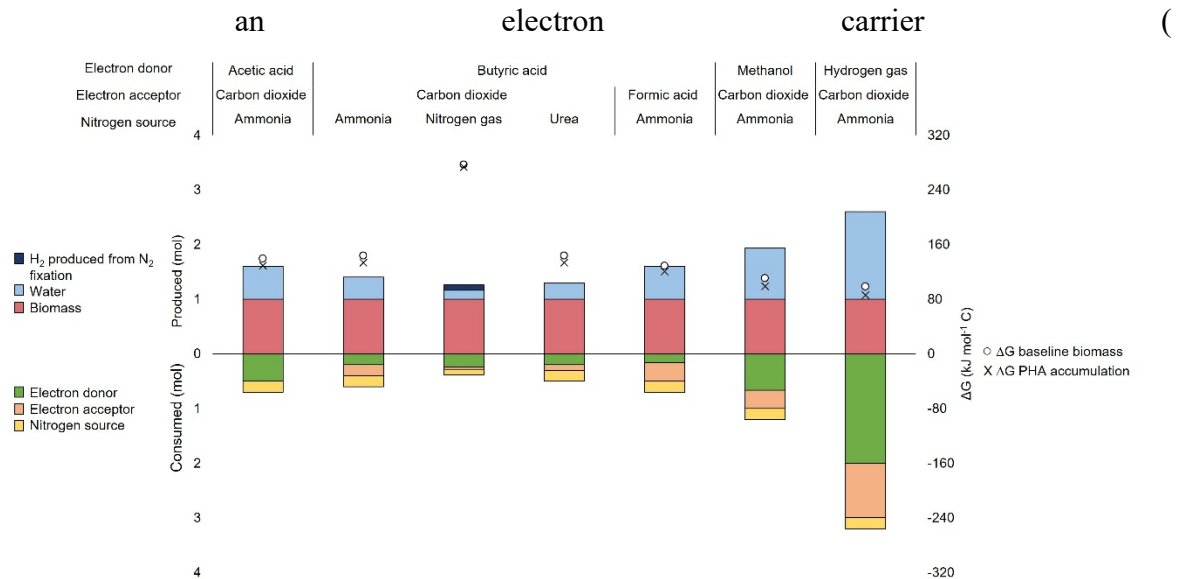 an electron carrier (
Electron donor Acetic acid Butyric acid Methanol Hydrogen gas
Electron acceptor Carbon dioxide Carbon dioxide Formic acid Carbon dioxide Carbon dioxide
Nitrogen source Ammonia Ammonia Nitrogen gas Urea Ammonia Ammonia Ammonia
4 320
3 240
2 160
1 80
0 0
1 -80
2 -160
3 -240
4 -320
Produced (mol)
Consumed (mol)
H₂ produced from N₂
fixation
Water
Biomass
Electron donor
Electron acceptor
Nitrogen source
ΔG (kJ mol⁻¹ C)
ΔG baseline biomass
ΔG PHA accumulation